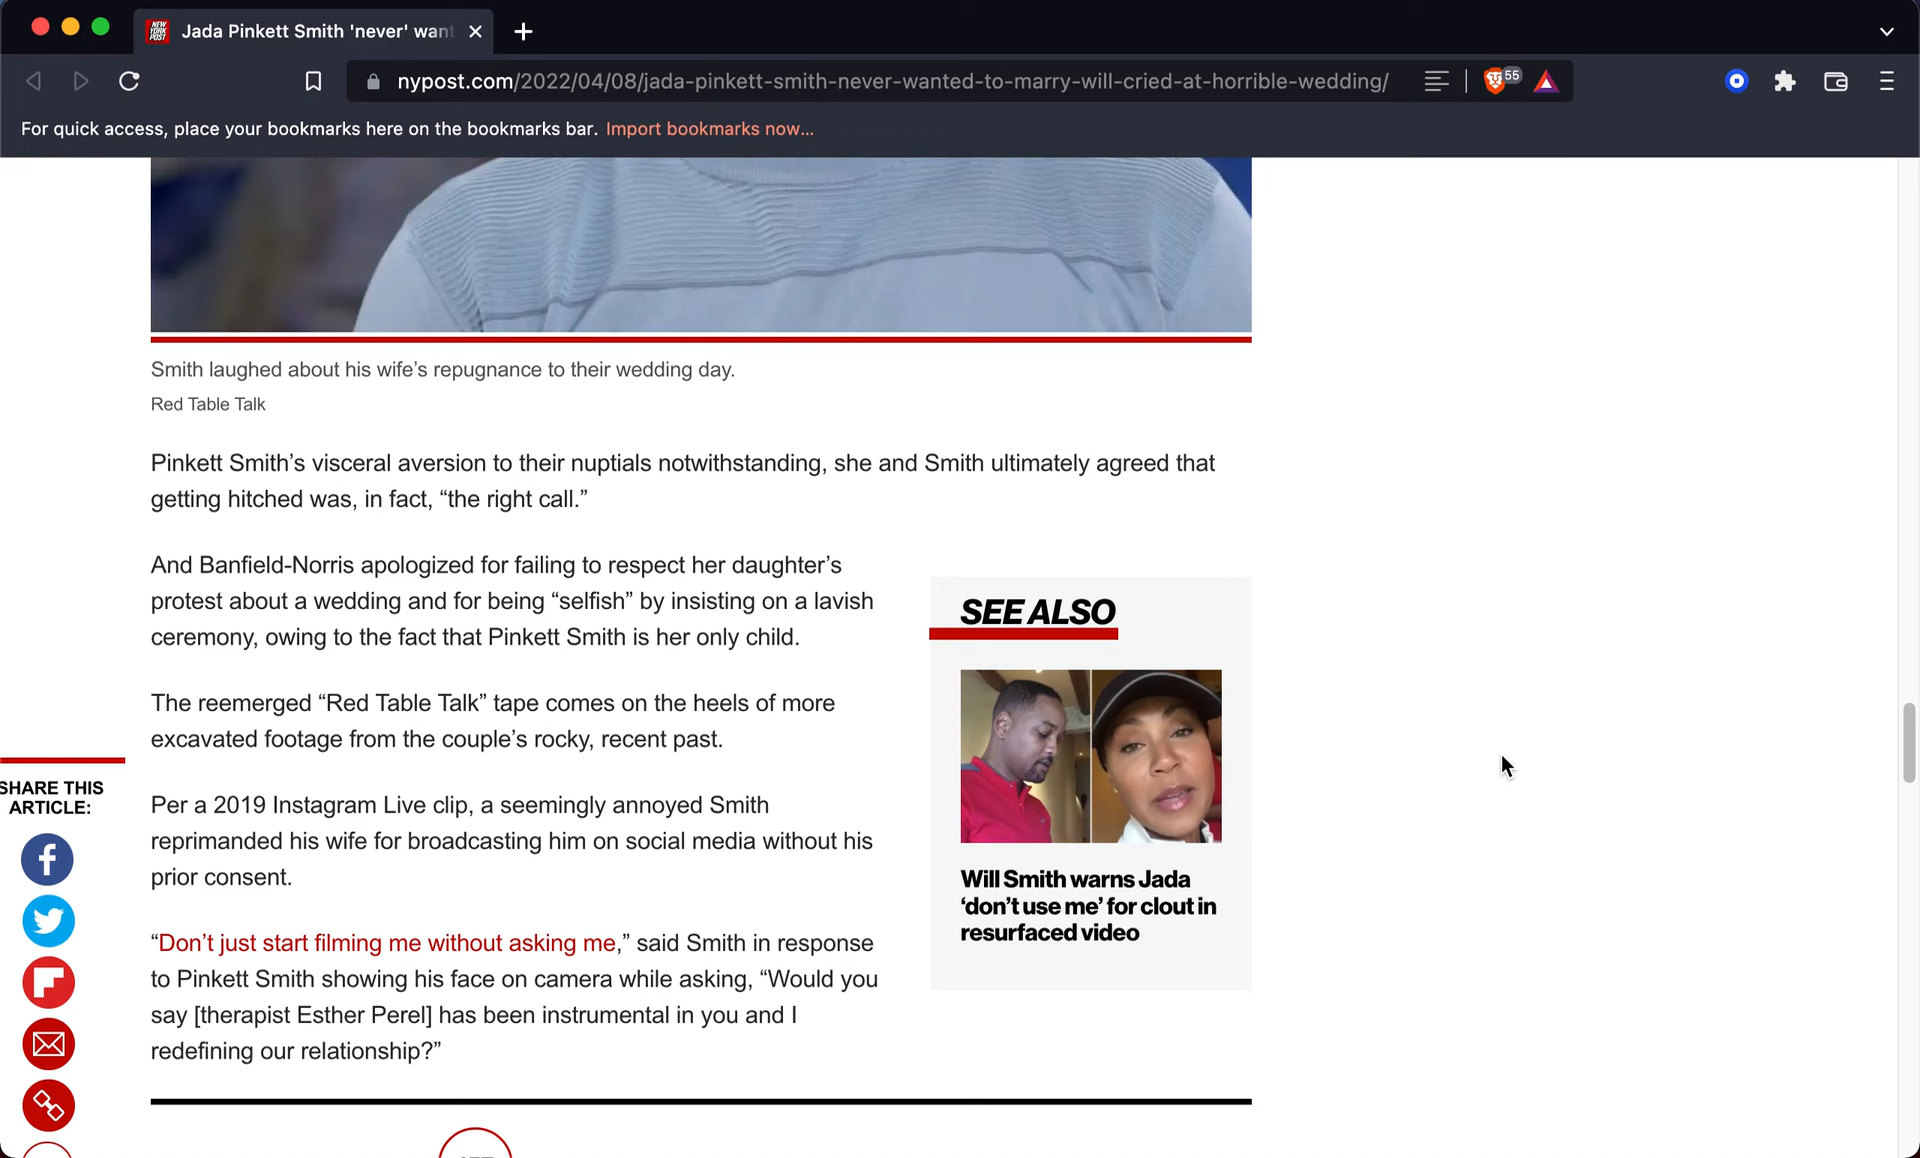 NEW YORK POST
Jada Pinkett Smith 'never' want
nypost.com/2022/04/08/jada-pinkett-smith-never-wanted-to-marry-will-cried-at-horrible-wedding/
55
For quick access, place your bookmarks here on the bookmarks bar. Import bookmarks now...
Smith laughed about his wife’s repugnance to their wedding day.
Red Table Talk
Pinkett Smith’s visceral aversion to their nuptials notwithstanding, she and Smith ultimately agreed that
getting hitched was, in fact, “the right call.”
And Banfield-Norris apologized for failing to respect her daughter’s
protest about a wedding and for being “selfish” by insisting on a lavish
ceremony, owing to the fact that Pinkett Smith is her only child.
The reemerged “Red Table Talk” tape comes on the heels of more
excavated footage from the couple’s rocky, recent past.
Per a 2019 Instagram Live clip, a seemingly annoyed Smith
reprimanded his wife for broadcasting him on social media without his
prior consent.
“Don’t just start filming me without asking me,” said Smith in response
to Pinkett Smith showing his face on camera while asking, “Would you
say [therapist Esther Perel] has been instrumental in you and I
redefining our relationship?”
SEE ALSO
Will Smith warns Jada
‘don’t use me’ for clout in
resurfaced video
SHARE THIS
ARTICLE: